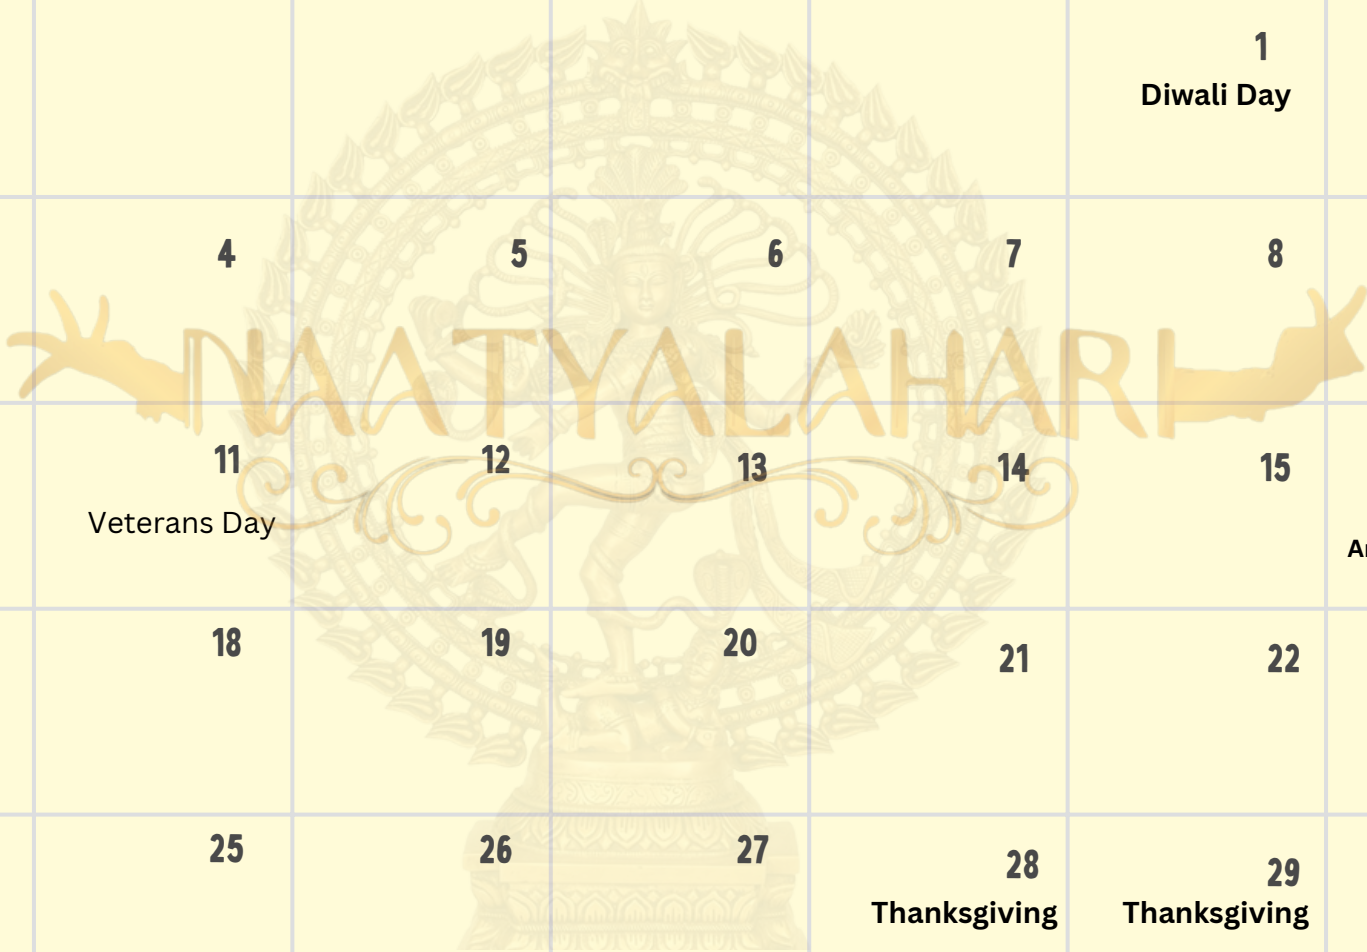 1
Diwali Day
4 5 6 7 8
NAATYALAHARI
11 12 13 14 15
Veterans Day
18 19 20 21 22
25 26 27 28 29
Thanksgiving Thanksgiving